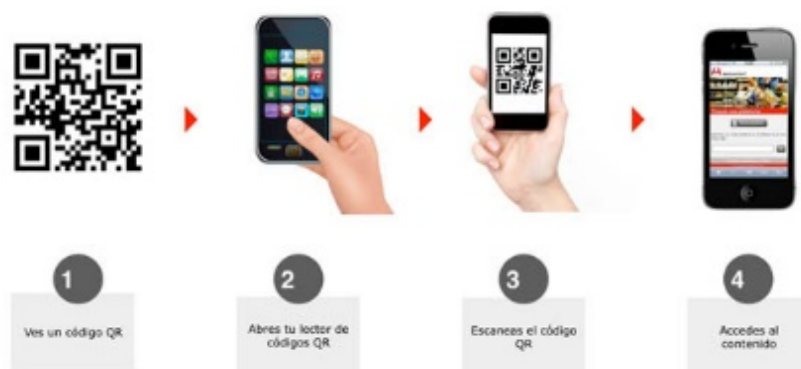 1
Ves un código QR
2
Abres tu lector de
códigos QR
3
Escaneas el código
QR
4
Accedes al
contenido